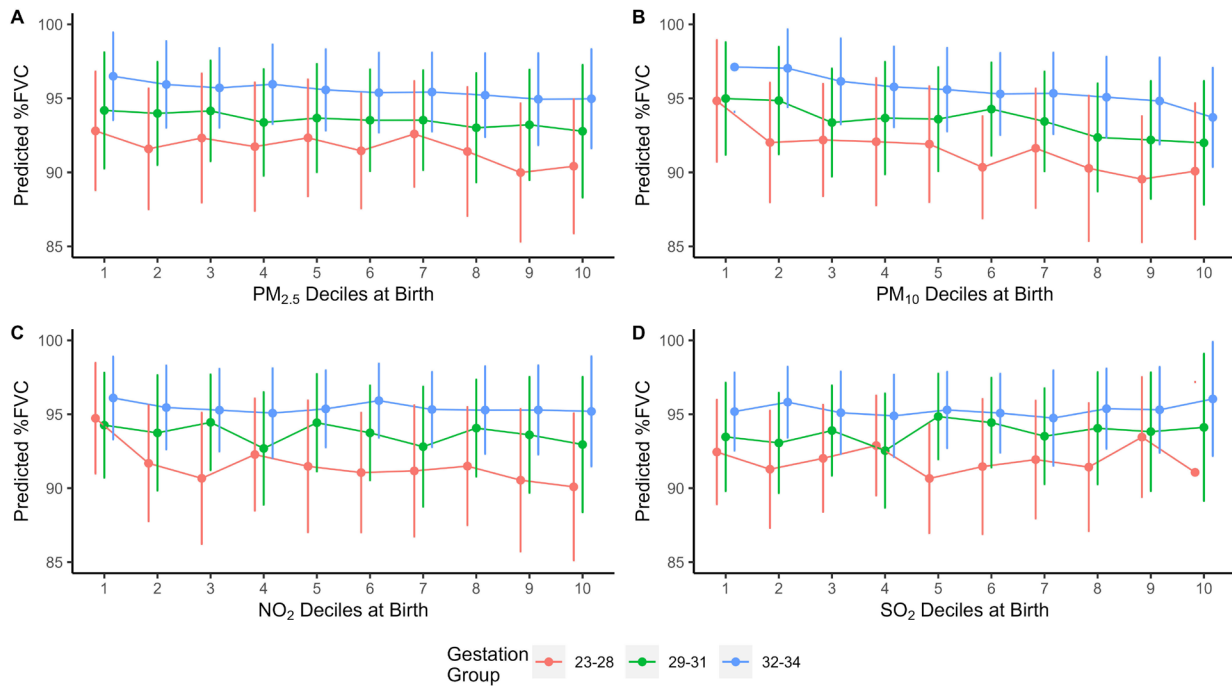 A
Predicted %FVC
100
95
90
85
1 2 3 4 5 6 7 8 9 10
PM2.5 Deciles at Birth
B
Predicted %FVC
100
95
90
85
1 2 3 4 5 6 7 8 9 10
PM10 Deciles at Birth
C
Predicted %FVC
100
95
90
85
1 2 3 4 5 6 7 8 9 10
NO2 Deciles at Birth
D
Predicted %FVC
100
95
90
85
1 2 3 4 5 6 7 8 9 10
SO2 Deciles at Birth
Gestation
Group
23-28 29-31 32-34